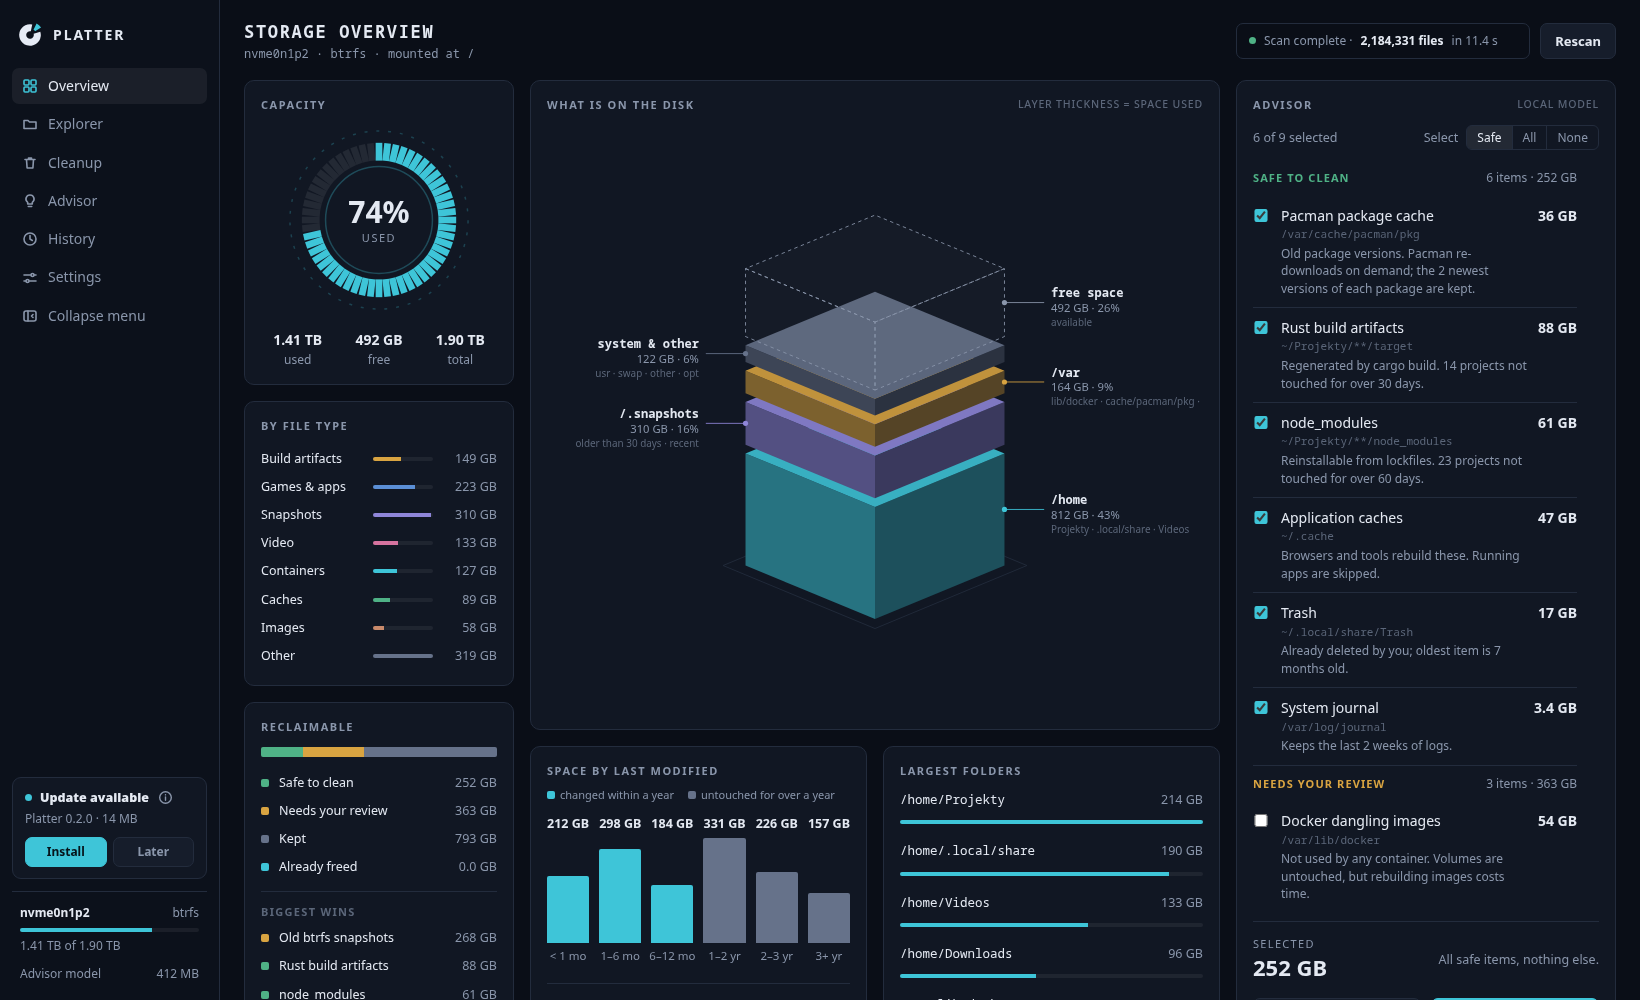 PLATTER
Overview
Explorer
Cleanup
Advisor
History
Settings
Collapse menu
Update available
Platter 0.2.0 · 14 MB
Install
Later
nvme0n1p2 btrfs
1.41 TB of 1.90 TB
Advisor model 412 MB
STORAGE OVERVIEW
nvme0n1p2 · btrfs · mounted at /
Scan complete · 2,184,331 files in 11.4 s
Rescan
CAPACITY
74%
USED
1.41 TB 492 GB 1.90 TB
used free total
BY FILE TYPE
Build artifacts 149 GB
Games & apps 223 GB
Snapshots 310 GB
Video 133 GB
Containers 127 GB
Caches 89 GB
Images 58 GB
Other 319 GB
RECLAIMABLE
Safe to clean 252 GB
Needs your review 363 GB
Kept 793 GB
Already freed 0.0 GB
BIGGEST WINS
Old btrfs snapshots 268 GB
Rust build artifacts 88 GB
node_modules 61 GB
WHAT IS ON THE DISK
LAYER THICKNESS = SPACE USED
free space
492 GB · 26%
available
system & other
122 GB · 6%
usr · swap · other · opt
/var
164 GB · 9%
lib/docker · cache/pacman/pkg ·
/.snapshots
310 GB · 16%
older than 30 days · recent
/home
812 GB · 43%
Projekty · .local/share · Videos
SPACE BY LAST MODIFIED
changed within a year untouched for over a year
212 GB 298 GB 184 GB 331 GB 226 GB 157 GB
< 1 mo 1–6 mo 6–12 mo 1–2 yr 2–3 yr 3+ yr
LARGEST FOLDERS
/home/Projekty 214 GB
/home/.local/share 190 GB
/home/Videos 133 GB
/home/Downloads 96 GB
ADVISOR LOCAL MODEL
6 of 9 selected Select Safe All None
SAFE TO CLEAN 6 items · 252 GB
Pacman package cache 36 GB
/var/cache/pacman/pkg
Old package versions. Pacman re-
downloads on demand; the 2 newest
versions of each package are kept.
Rust build artifacts 88 GB
~/Projekty/**/target
Regenerated by cargo build. 14 projects not
touched for over 30 days.
node_modules 61 GB
~/Projekty/**/node_modules
Reinstallable from lockfiles. 23 projects not
touched for over 60 days.
Application caches 47 GB
~/.cache
Browsers and tools rebuild these. Running
apps are skipped.
Trash 17 GB
~/.local/share/Trash
Already deleted by you; oldest item is 7
months old.
System journal 3.4 GB
/var/log/journal
Keeps the last 2 weeks of logs.
NEEDS YOUR REVIEW 3 items · 363 GB
Docker dangling images 54 GB
/var/lib/docker
Not used by any container. Volumes are
untouched, but rebuilding images costs
time.
SELECTED
252 GB
All safe items, nothing else.